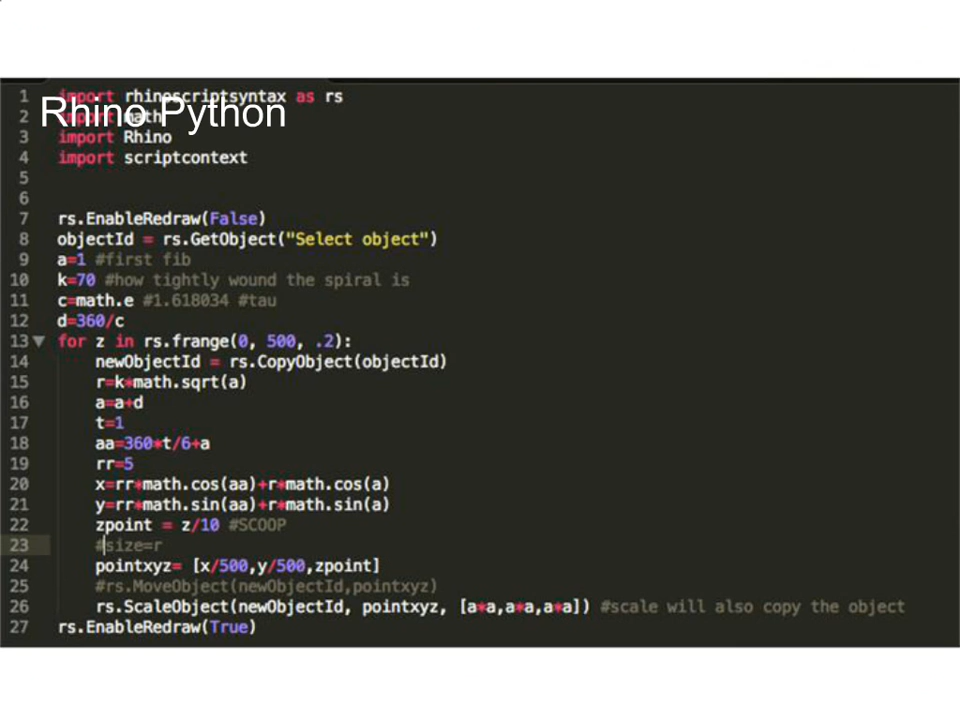 Rhino Python
1 import rhinoscriptsyntax as rs
2 import math
3 import Rhino
4 import scriptcontext
5
6
7 rs.EnableRedraw(False)
8 objectId = rs.GetObject("Select object")
9 a=1 #first fib
10 k=70 #how tightly wound the spiral is
11 c=math.e #1.618034 #tau
12 d=360/c
13 for z in rs.frange(0, 500, .2):
14 newObjectId = rs.CopyObject(objectId)
15 r=k*math.sqrt(a)
16 a=a+d
17 t=1
18 aa=360*t/6+a
19 rr=5
20 x=rr*math.cos(aa)+r*math.cos(a)
21 y=rr*math.sin(aa)+r*math.sin(a)
22 zpoint = z/10 #SCOOP
23 #size=r
24 pointxyz= [x/500,y/500,zpoint]
25 #rs.MoveObject(newObjectId,pointxyz)
26 rs.ScaleObject(newObjectId, pointxyz, [a*a,a*a,a*a]) #scale will also copy the object
27 rs.EnableRedraw(True)